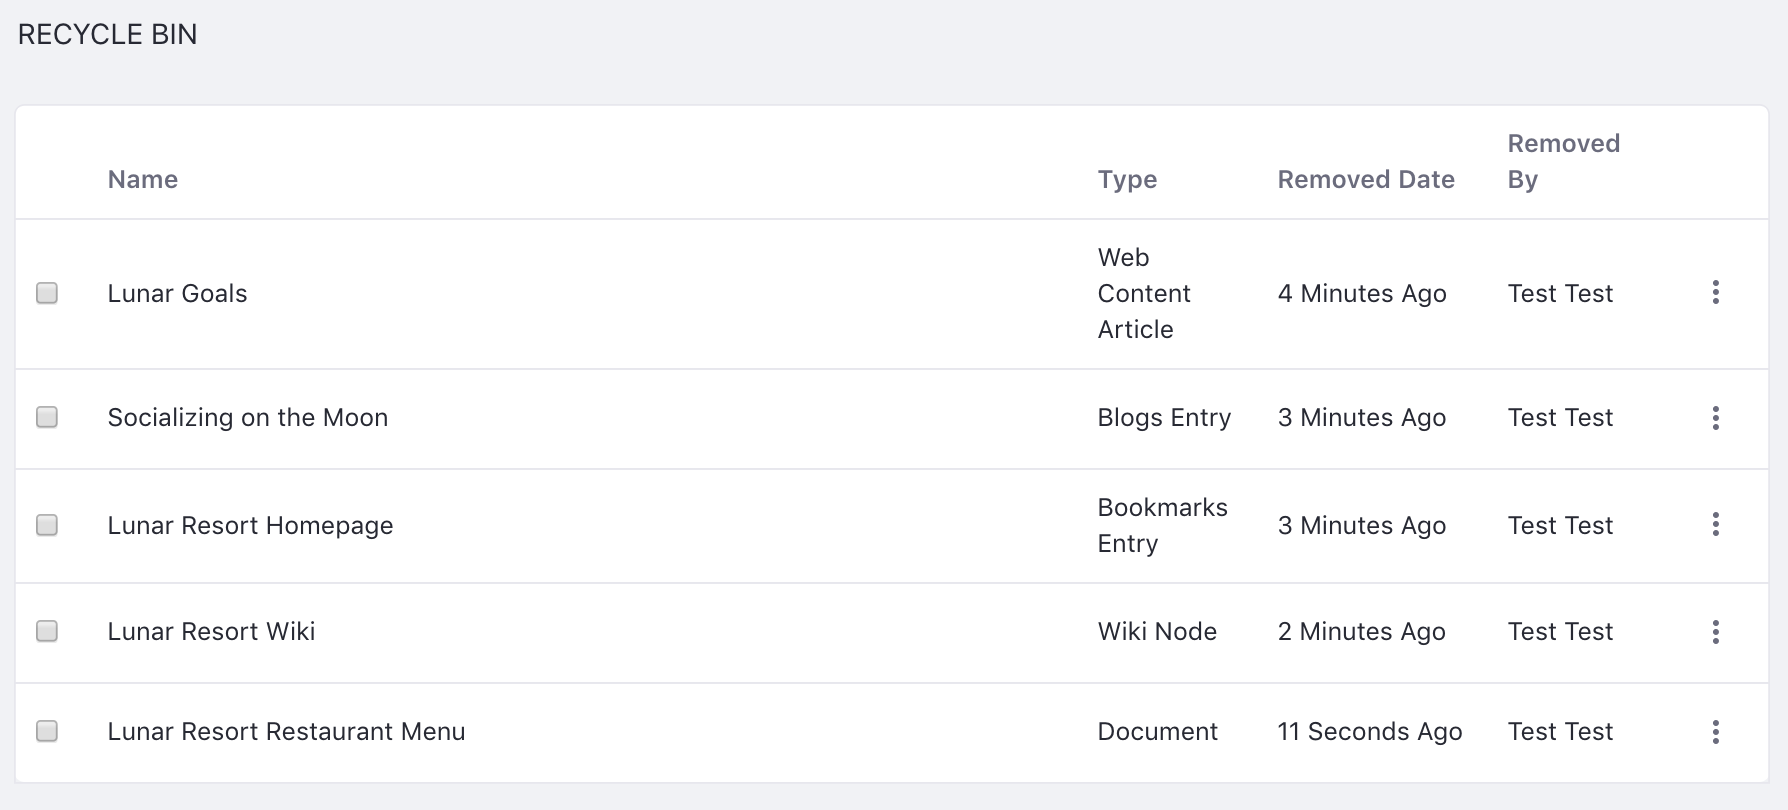 RECYCLE BIN
Name Type Removed Date Removed By
Lunar Goals Web Content Article 4 Minutes Ago Test Test
Socializing on the Moon Blogs Entry 3 Minutes Ago Test Test
Lunar Resort Homepage Bookmarks Entry 3 Minutes Ago Test Test
Lunar Resort Wiki Wiki Node 2 Minutes Ago Test Test
Lunar Resort Restaurant Menu Document 11 Seconds Ago Test Test